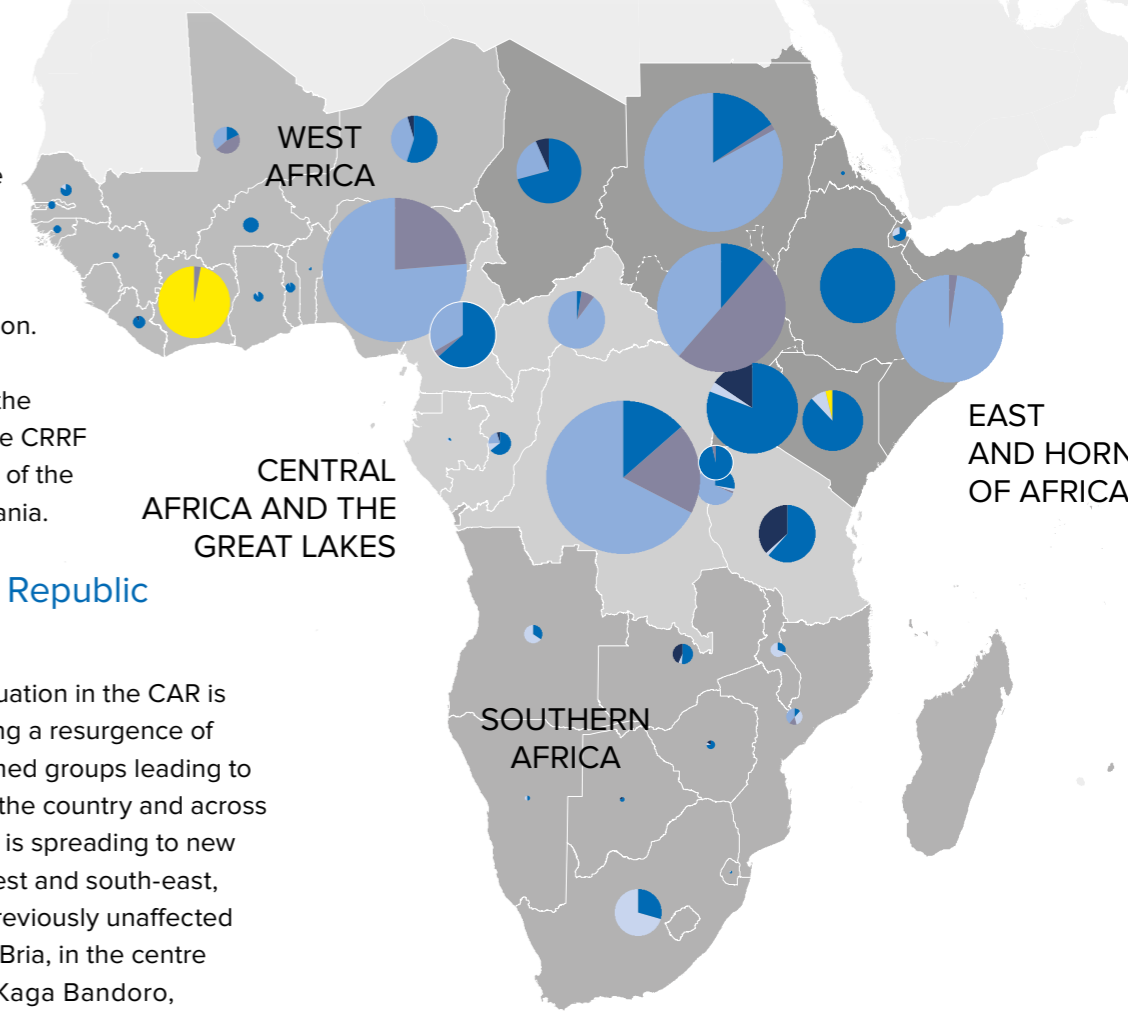 on.
the
e CRRF
of the
ania.
Republic
uation in the CAR is
ng a resurgence of
ned groups leading to
the country and across
is spreading to new
est and south-east,
reviously unaffected
Bria, in the centre
Kaga Bandoro,
WEST
AFRICA
CENTRAL
AFRICA AND THE
GREAT LAKES
EAST
AND HORN
OF AFRICA
SOUTHERN
AFRICA